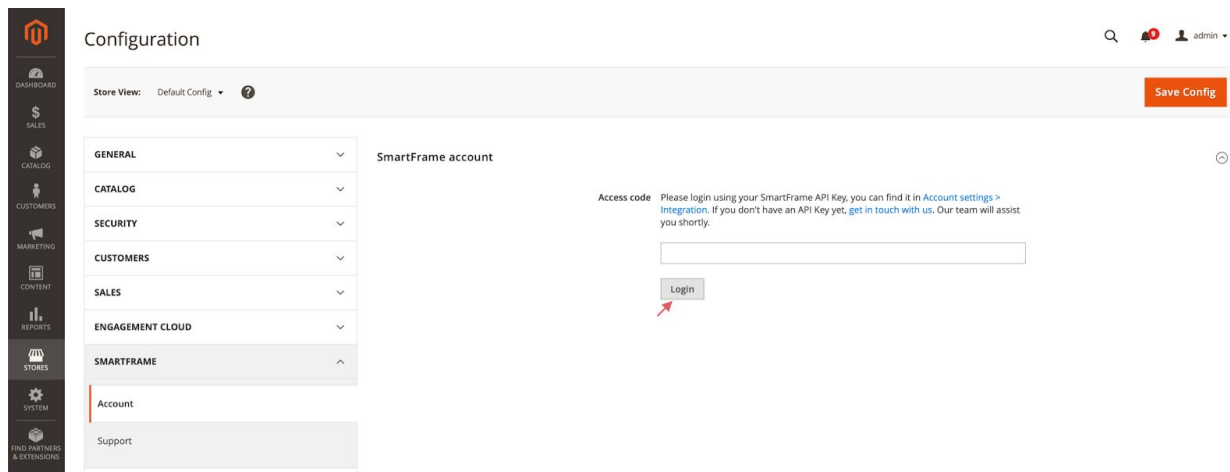 Configuration
9
admin
DASHBOARD
SALES
CATALOG
CUSTOMERS
MARKETING
CONTENT
REPORTS
STORES
SYSTEM
FIND PARTNERS
& EXTENSIONS
Store View: Default Config ?
Save Config
GENERAL
CATALOG
SECURITY
CUSTOMERS
SALES
ENGAGEMENT CLOUD
SMARTFRAME
Account
Support
SmartFrame account
Access code Please login using your SmartFrame API Key, you can find it in Account settings >
Integration. If you don't have an API Key yet, get in touch with us. Our team will assist
you shortly.
Login